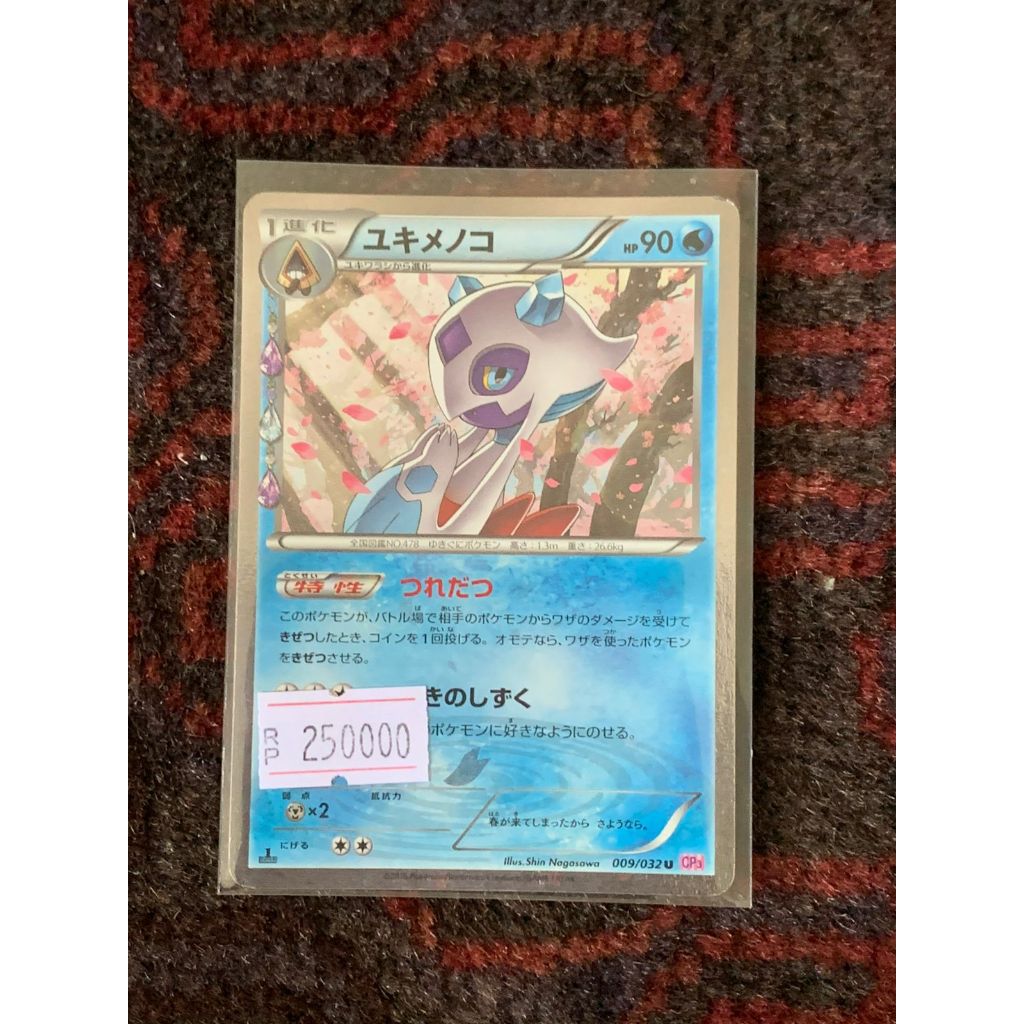 1進化
ユキメノコ
HP 90
ユキワラシから進化
全国図鑑NO.478 ゆきぐにポケモン 高さ:1.3m 重さ:26.6kg
とくせい
特性 つれだつ
このポケモンが、バトル場で相手のポケモンからワザのダメージを受けて
きぜつしたとき、コインを1回投げる。オモテなら、ワザを使ったポケモン
をきぜつさせる。
きのしずく
ポケモンに好きなようにのせる。
RP 250000
弱点 抵抗力
×2
春が来てしまったから さようなら。
にげる
1
Illus.Shin Nagasawa 009/032 U CP3